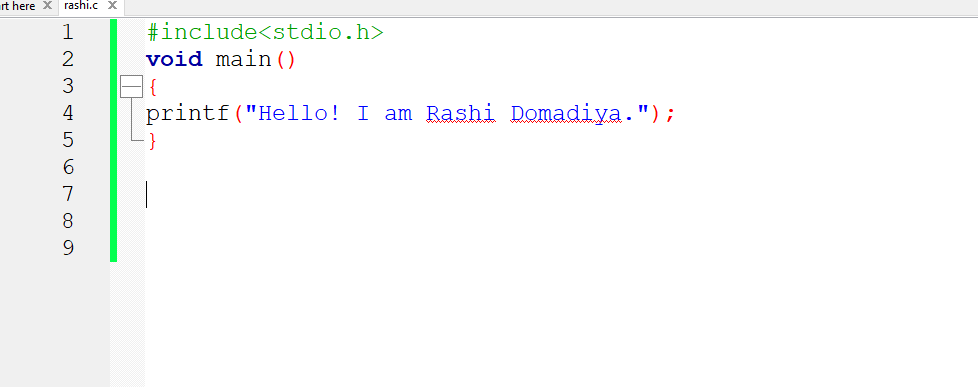 rt here rashi.c
1 #include<stdio.h>
2 void main()
3 {
4 printf("Hello! I am Rashi Domadiya.");
5 }
6
7
8
9